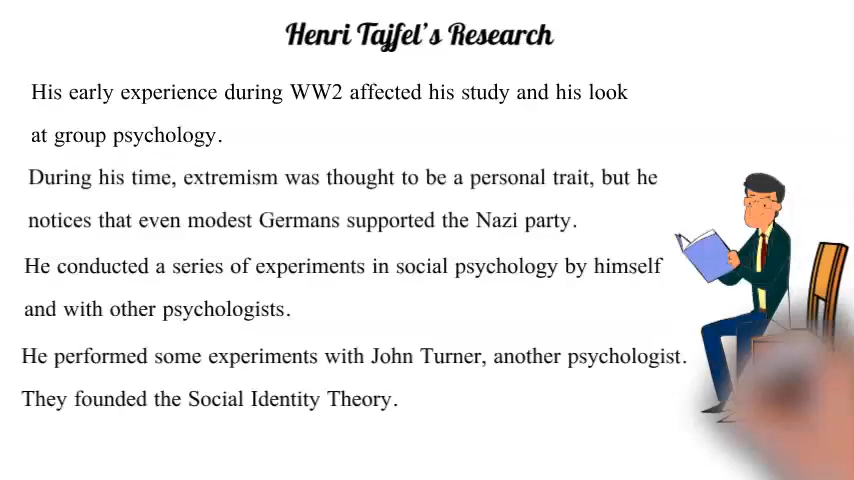 Henri Tajfel's Research
His early experience during WW2 affected his study and his look
at group psychology.
During his time, extremism was thought to be a personal trait, but he
notices that even modest Germans supported the Nazi party.
He conducted a series of experiments in social psychology by himself
and with other psychologists.
He performed some experiments with John Turner, another psychologist.
They founded the Social Identity Theory.